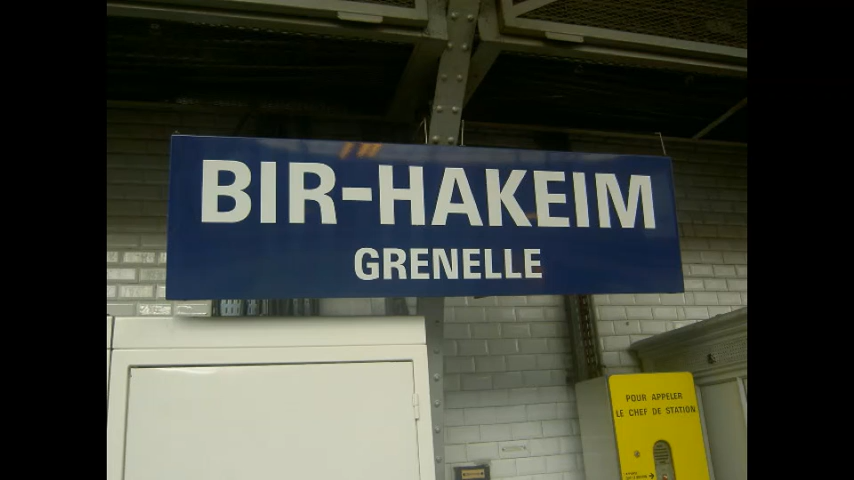 BIR-HAKEIM
GRENELLE
POUR APPELER
LE CHEF DE STATION